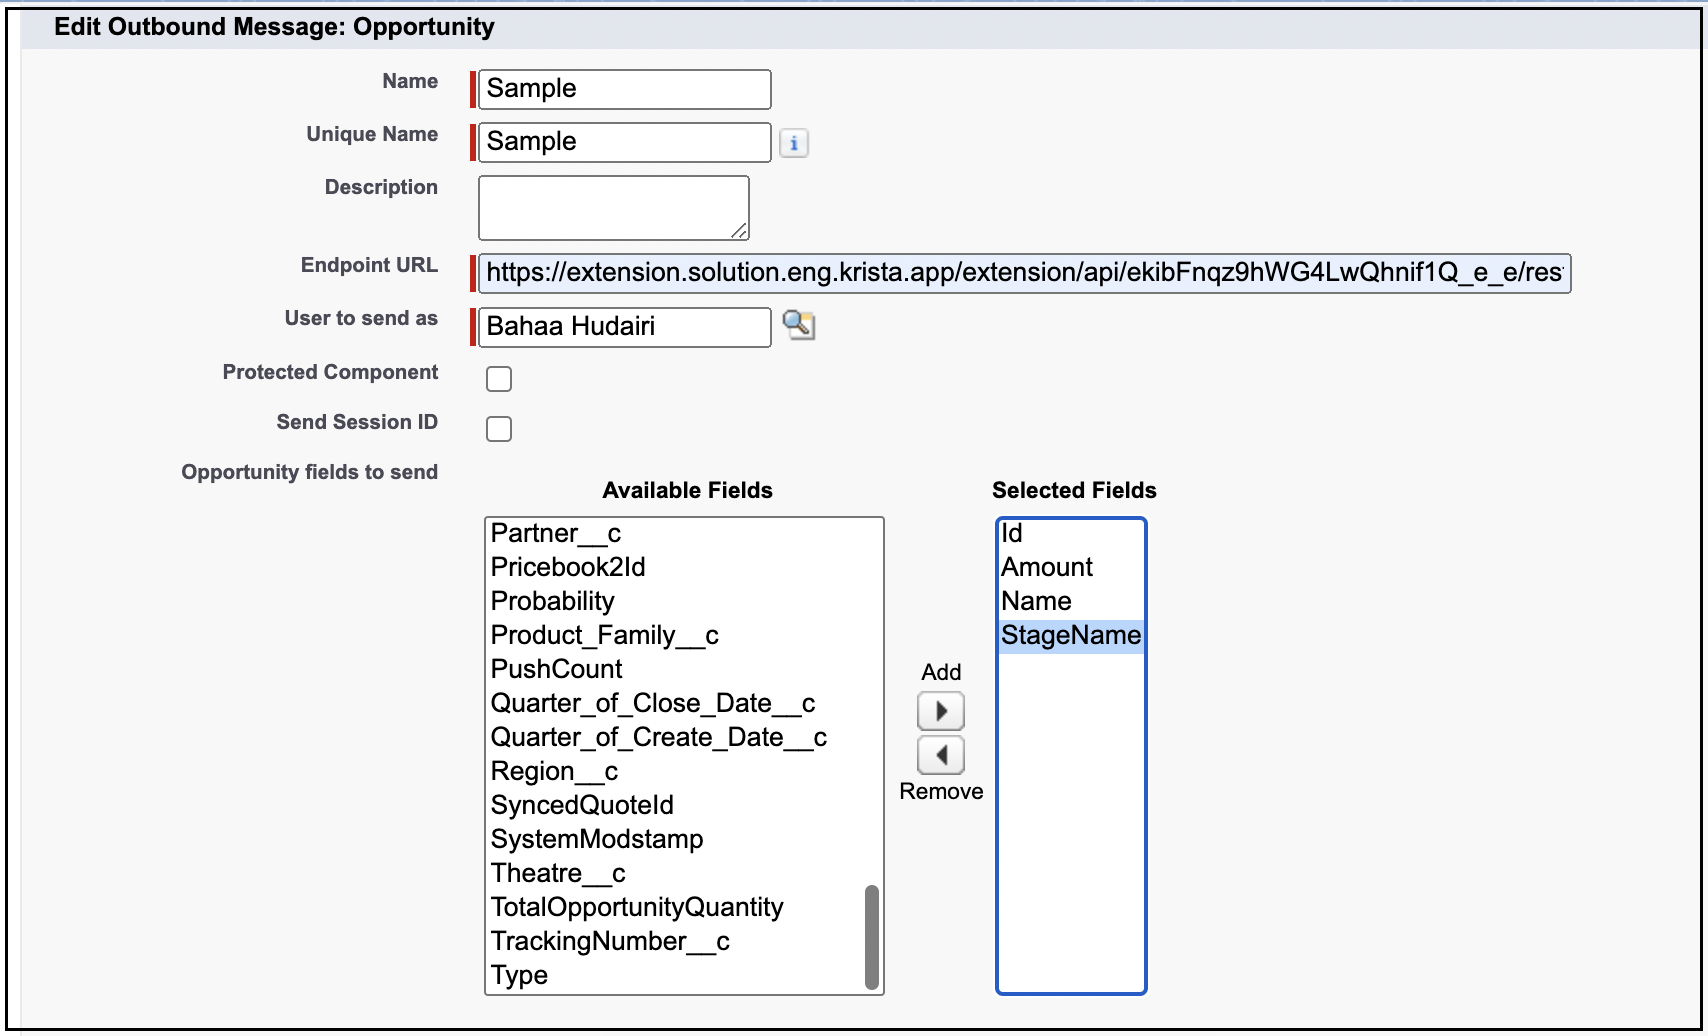 Edit Outbound Message: Opportunity
Name
Sample
Unique Name
Sample
i
Description
Endpoint URL
https://extension.solution.eng.krista.app/extension/api/ekibFnqz9hWG4LwQhnif1Q_e_e/res
User to send as
Bahaa Hudairi
Protected Component
Send Session ID
Opportunity fields to send
Available Fields
Partner__c
Pricebook2Id
Probability
Product_Family__c
PushCount
Quarter_of_Close_Date__c
Quarter_of_Create_Date__c
Region__c
SyncedQuoteId
SystemModstamp
Theatre__c
TotalOpportunityQuantity
TrackingNumber__c
Type
Add
Remove
Selected Fields
Id
Amount
Name
StageName